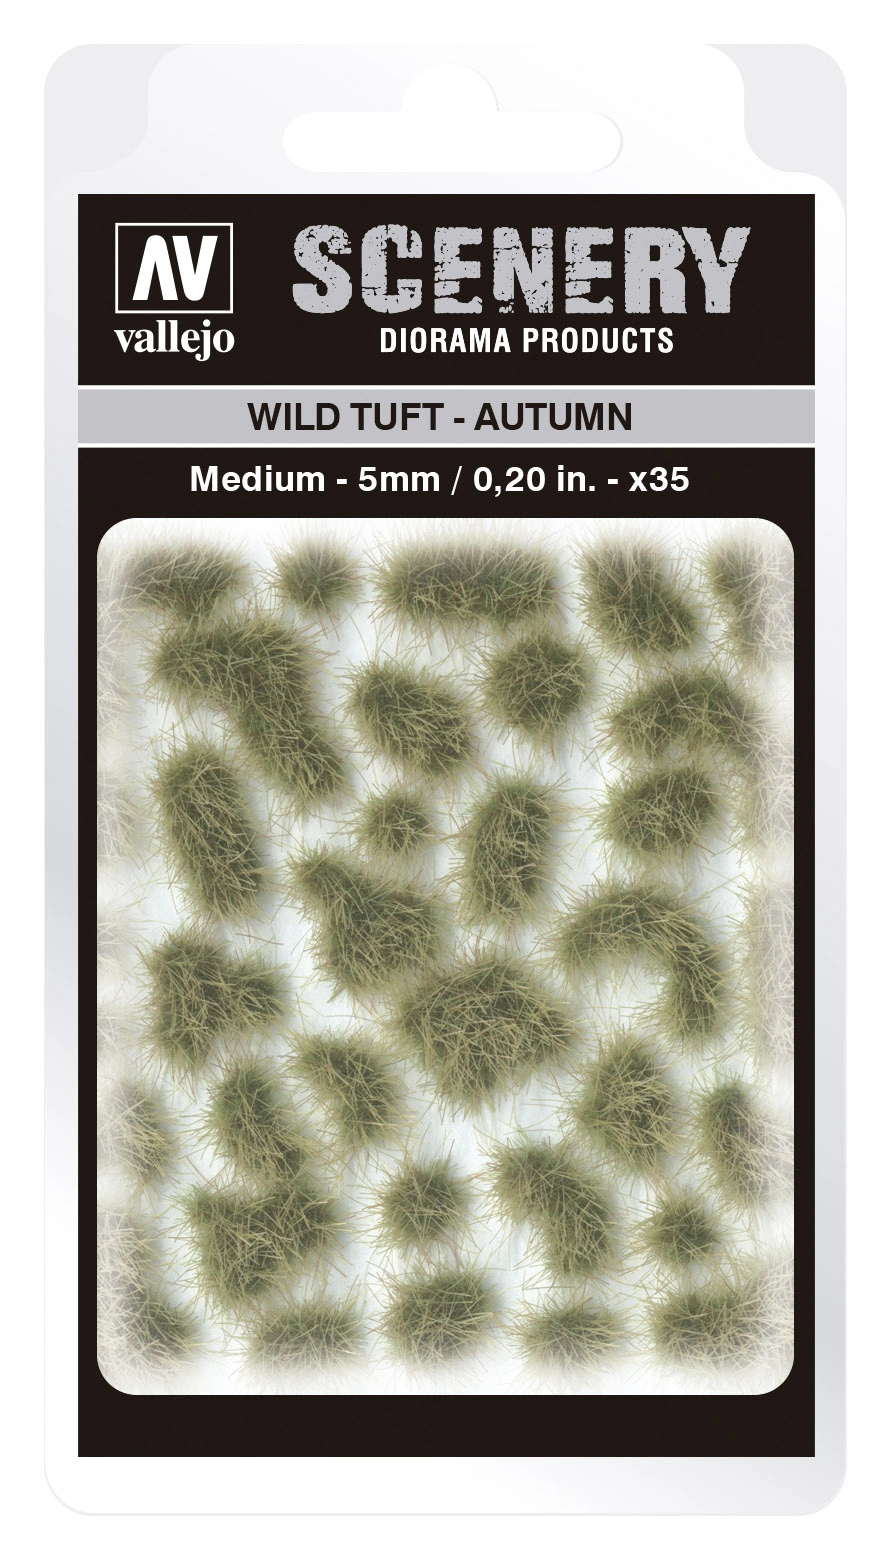 AV
vallejo
SCENERY
DIORAMA PRODUCTS
WILD TUFT - AUTUMN
Medium - 5mm / 0,20 in. - x35